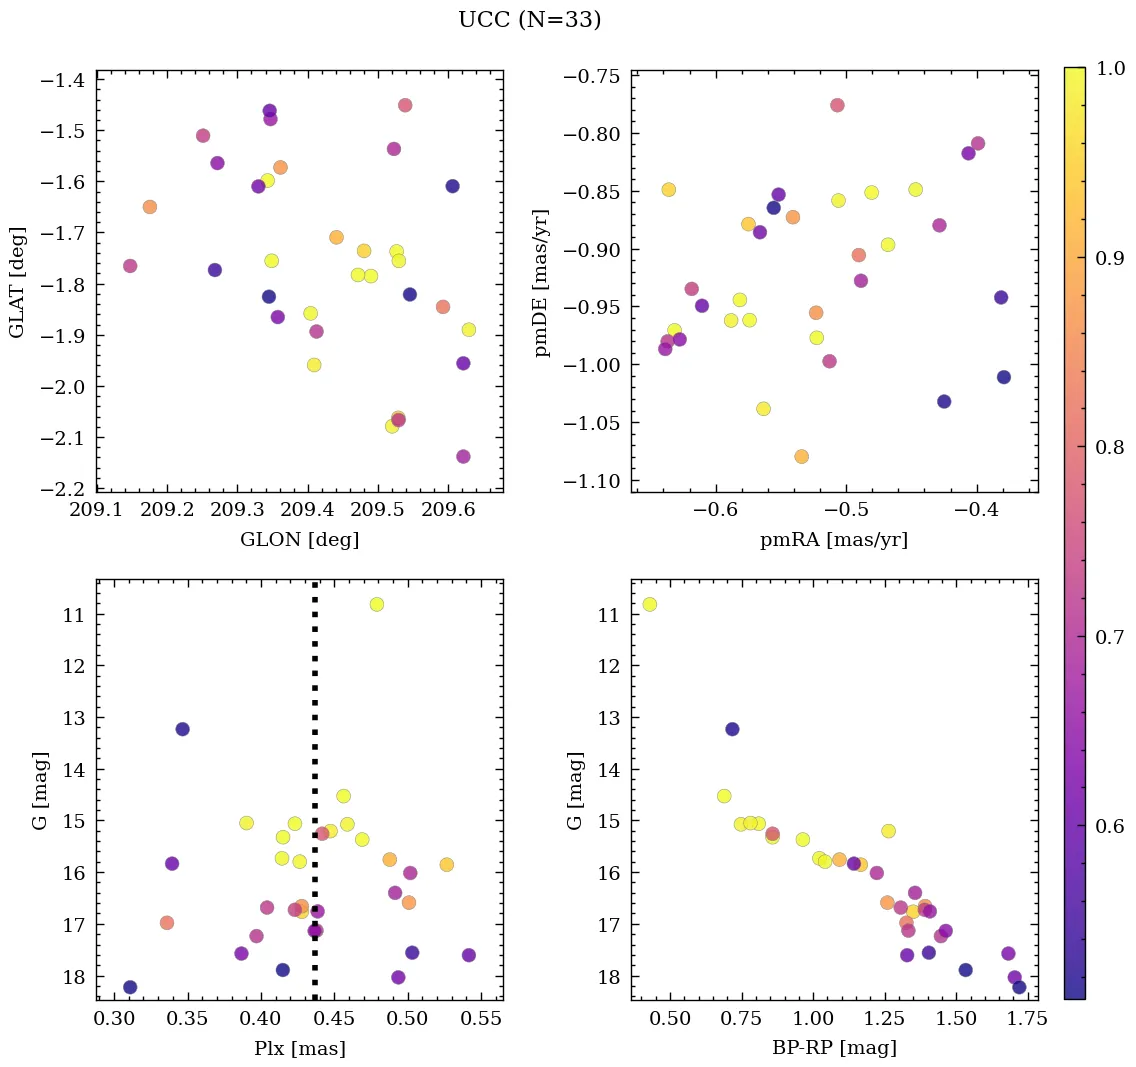 UCC (N=33)
−1.4
−1.5
−1.6
−1.7
−1.8
−1.9
−2.0
−2.1
−2.2
GLAT [deg]
209.1 209.2 209.3 209.4 209.5 209.6
GLON [deg]
−0.75
−0.80
−0.85
−0.90
−0.95
−1.00
−1.05
−1.10
pmDE [mas/yr]
−0.6 −0.5 −0.4
pmRA [mas/yr]
11
12
13
14
15
16
17
18
G [mag]
0.30 0.35 0.40 0.45 0.50 0.55
Plx [mas]
11
12
13
14
15
16
17
18
G [mag]
0.50 0.75 1.00 1.25 1.50 1.75
BP-RP [mag]
1.0
0.9
0.8
0.7
0.6